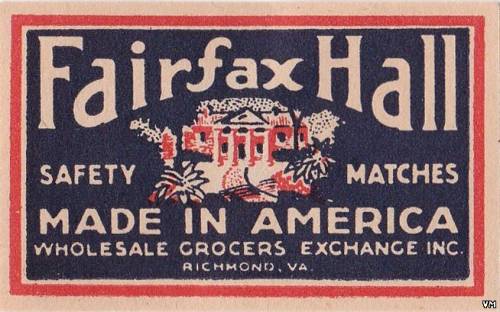 Fairfax Hall
SAFETY MATCHES
MADE IN AMERICA
WHOLESALE GROCERS EXCHANGE INC.
RICHMOND, VA.
VM